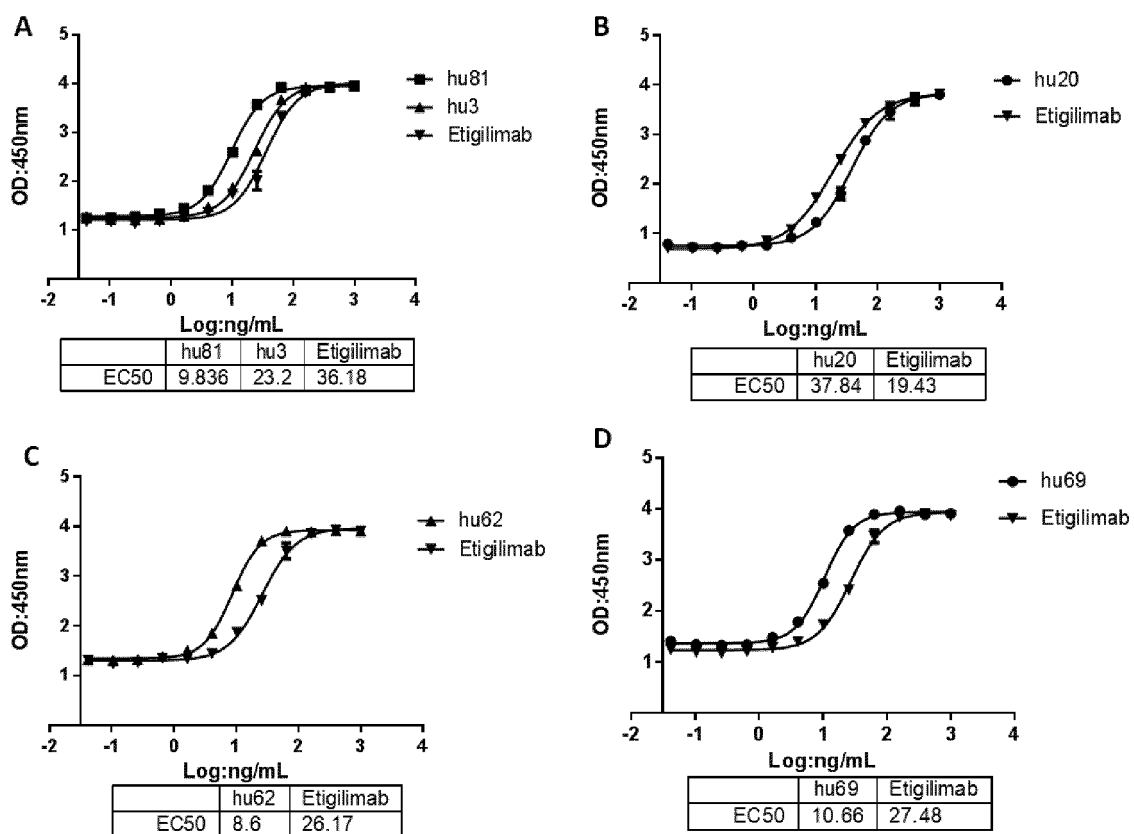 A
5
4
3
2
1
OD:450nm
-2 -1 0 1 2 3 4
Log:ng/mL
hu81
hu3
Etigilimab
hu81 hu3 Etigilimab
EC50 9.836 23.2 36.18
B
5
4
3
2
1
OD:450nm
-2 -1 0 1 2 3 4
Log:ng/mL
hu20
Etigilimab
hu20 Etigilimab
EC50 37.84 19.43
C
5
4
3
2
1
OD:450nm
-2 -1 0 1 2 3 4
Log:ng/mL
hu62
Etigilimab
hu62 Etigilimab
EC50 8.6 26.17
D
5
4
3
2
1
OD:450nm
-2 -1 0 1 2 3 4
Log:ng/mL
hu69
Etigilimab
hu69 Etigilimab
EC50 10.66 27.48